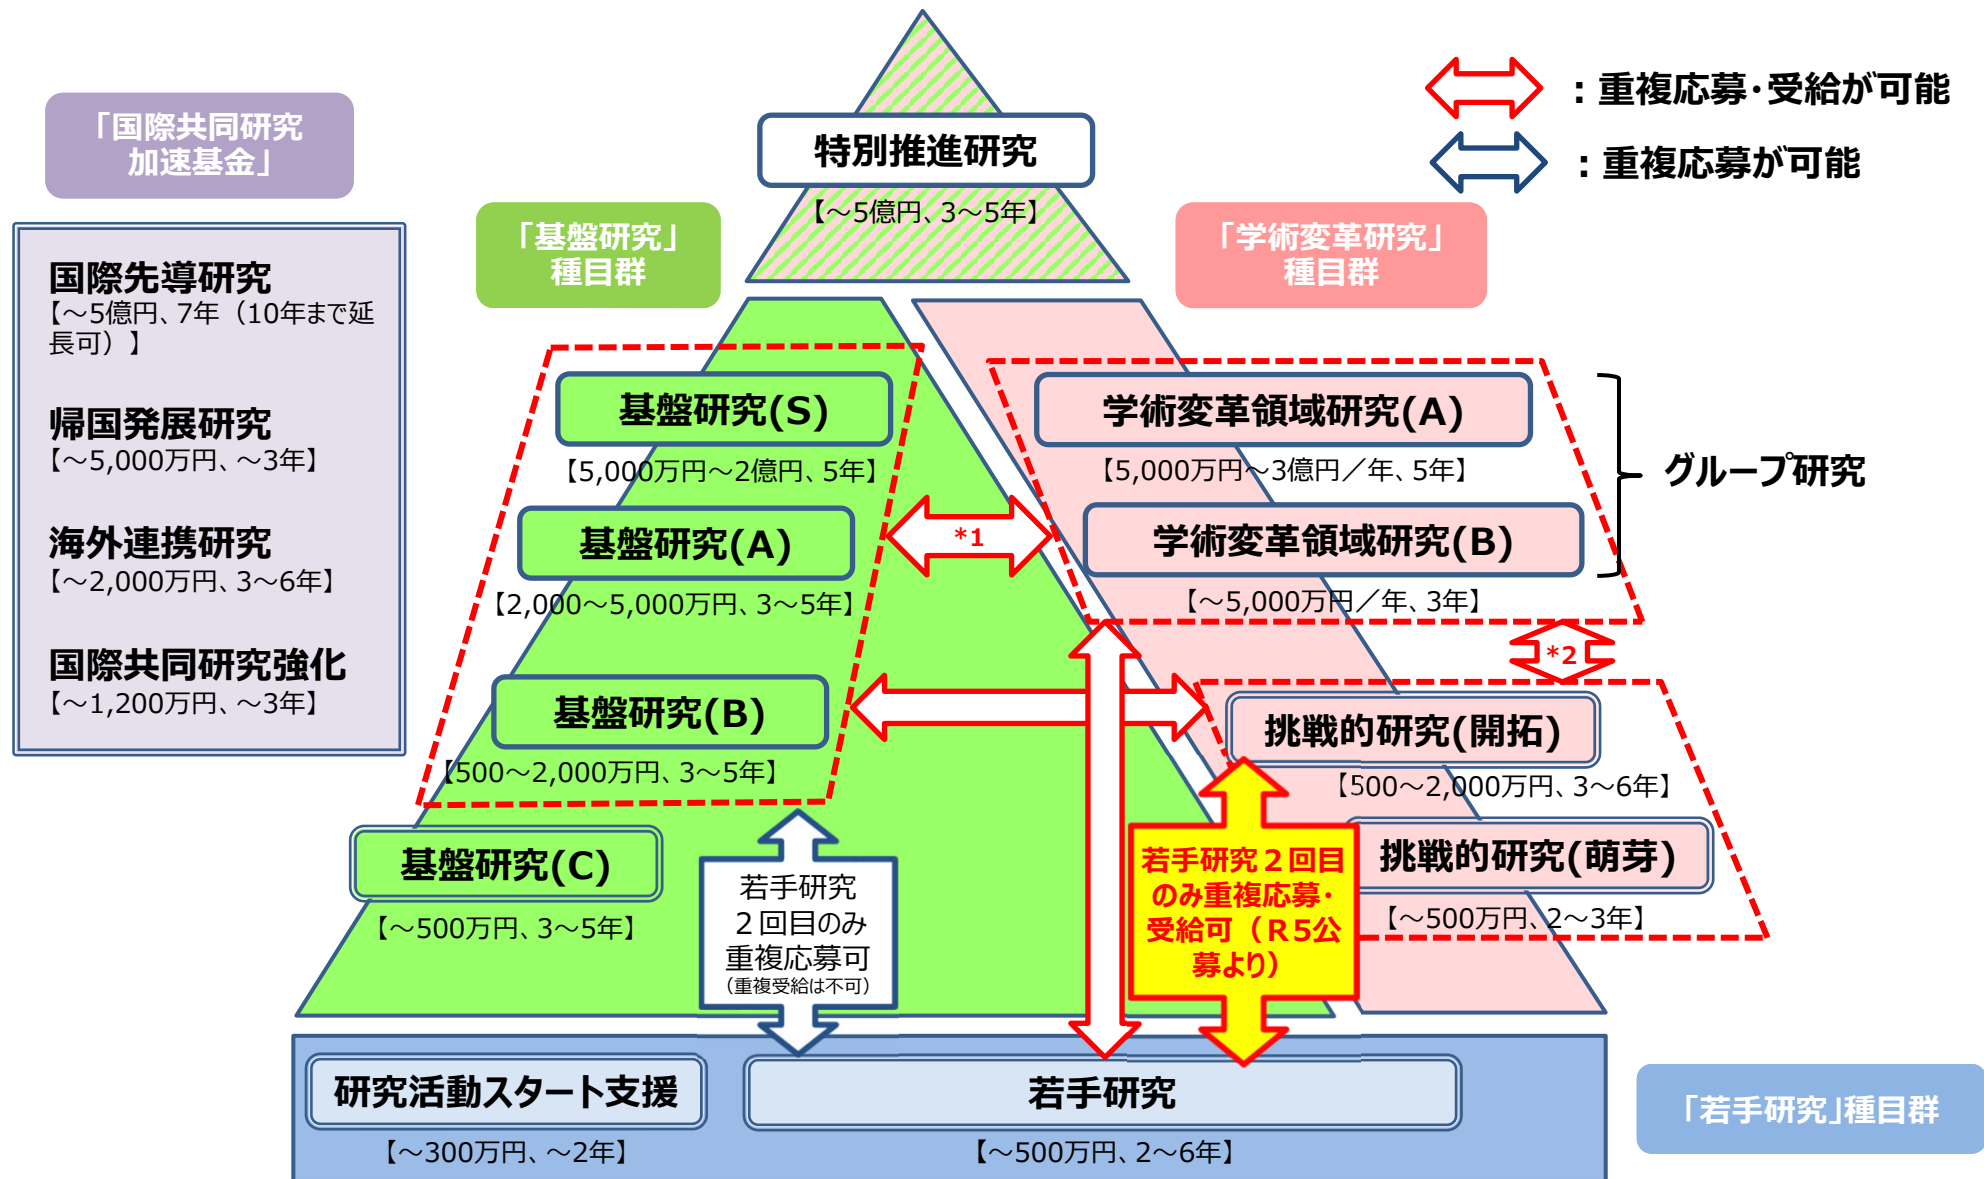 「国際共同研究
加速基金」
国際先導研究
【～5億円、7年（10年まで延
長可）】
帰国発展研究
【～5,000万円、～3年】
海外連携研究
【～2,000万円、3～6年】
国際共同研究強化
【～1,200万円、～3年】
特別推進研究
【～5億円、3～5年】
：重複応募・受給が可能
：重複応募が可能
「基盤研究」
種目群
「学術変革研究」
種目群
基盤研究(S)
【5,000万円～2億円、5年】
基盤研究(A)
【2,000～5,000万円、3～5年】
基盤研究(B)
【500～2,000万円、3～5年】
基盤研究(C)
【～500万円、3～5年】
*1
学術変革領域研究(A)
【5,000万円～3億円／年、5年】
学術変革領域研究(B)
【～5,000万円／年、3年】
グループ研究
*2
挑戦的研究(開拓)
【500～2,000万円、3～6年】
挑戦的研究(萌芽)
【～500万円、2～3年】
若手研究
２回目のみ
重複応募可
（重複受給は不可）
若手研究２回目
のみ重複応募・
受給可（Ｒ5公
募より）
研究活動スタート支援
【～300万円、～2年】
若手研究
【～500万円、2～6年】
「若手研究」種目群